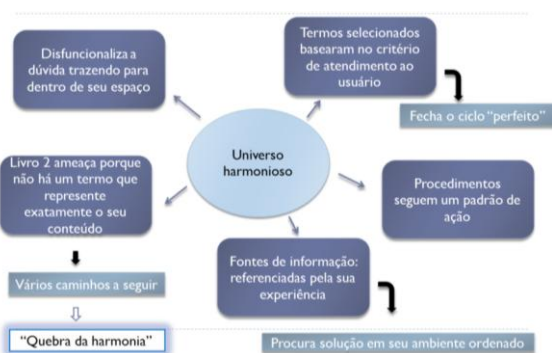 Disfuncionaliza a
dúvida trazendo para
dentro de seu espaço
Termos selecionados
basearam no critério
de atendimento ao
usuário
Fecha o ciclo “perfeito”
Universo
harmonioso
Livro 2 ameaça porque
não há um termo que
represente
exatamente o seu
conteúdo
Procedimentos
seguem um padrão de
ação
Fontes de informação:
referenciadas pela sua
experiência
Vários caminhos a seguir
“Quebra da harmonia”
Procura solução em seu ambiente ordenado